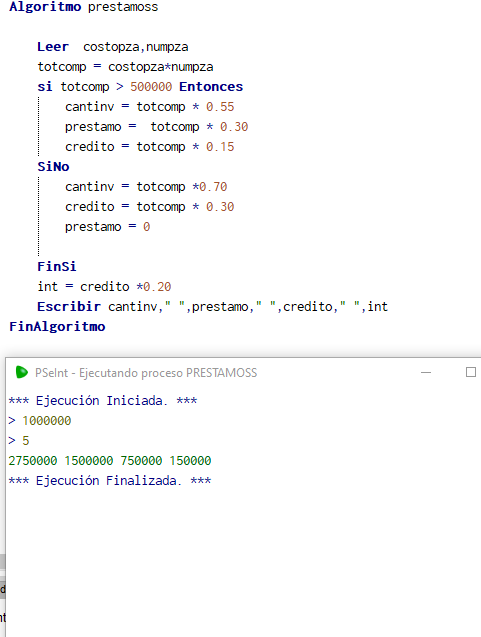 Algoritmo prestamoss
Leer costopza,numpza
totcomp = costopza*numpza
si totcomp > 500000 Entonces
cantinv = totcomp * 0.55
prestamo = totcomp * 0.30
credito = totcomp * 0.15
SiNo
cantinv = totcomp *0.70
credito = totcomp * 0.30
prestamo = 0
FinSi
int = credito *0.20
Escribir cantinv," ",prestamo," ",credito," ",int
FinAlgoritmo
PSeInt - Ejecutando proceso PRESTAMOSS
*** Ejecución Iniciada. ***
> 1000000
> 5
2750000 1500000 750000 150000
*** Ejecución Finalizada. ***